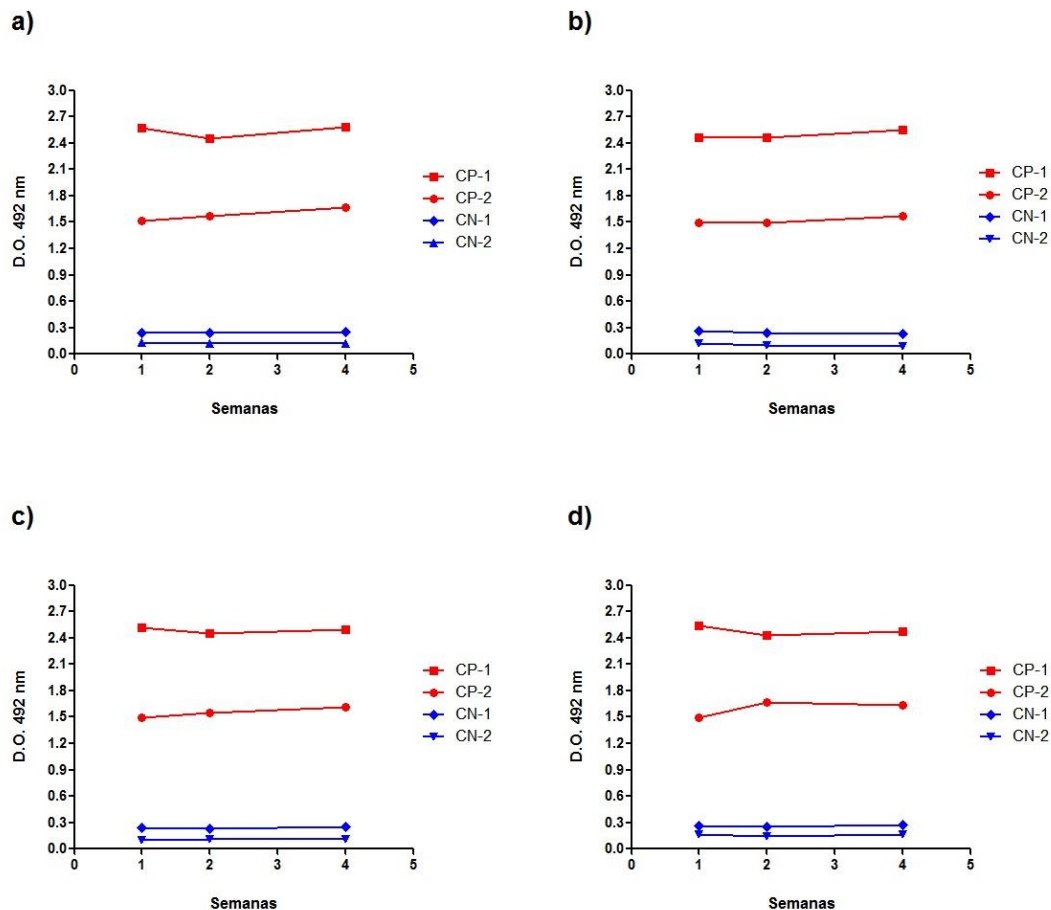 a)
3.0
2.7
2.4
2.1
1.8
1.5
1.2
0.9
0.6
0.3
0.0
D.O. 492 nm
0 1 2 3 4 5
Semanas
CP-1
CP-2
CN-1
CN-2
b)
3.0
2.7
2.4
2.1
1.8
1.5
1.2
0.9
0.6
0.3
0.0
D.O. 492 nm
0 1 2 3 4 5
Semanas
CP-1
CP-2
CN-1
CN-2
c)
3.0
2.7
2.4
2.1
1.8
1.5
1.2
0.9
0.6
0.3
0.0
D.O. 492 nm
0 1 2 3 4 5
Semanas
CP-1
CP-2
CN-1
CN-2
d)
3.0
2.7
2.4
2.1
1.8
1.5
1.2
0.9
0.6
0.3
0.0
D.O. 492 nm
0 1 2 3 4 5
Semanas
CP-1
CP-2
CN-1
CN-2